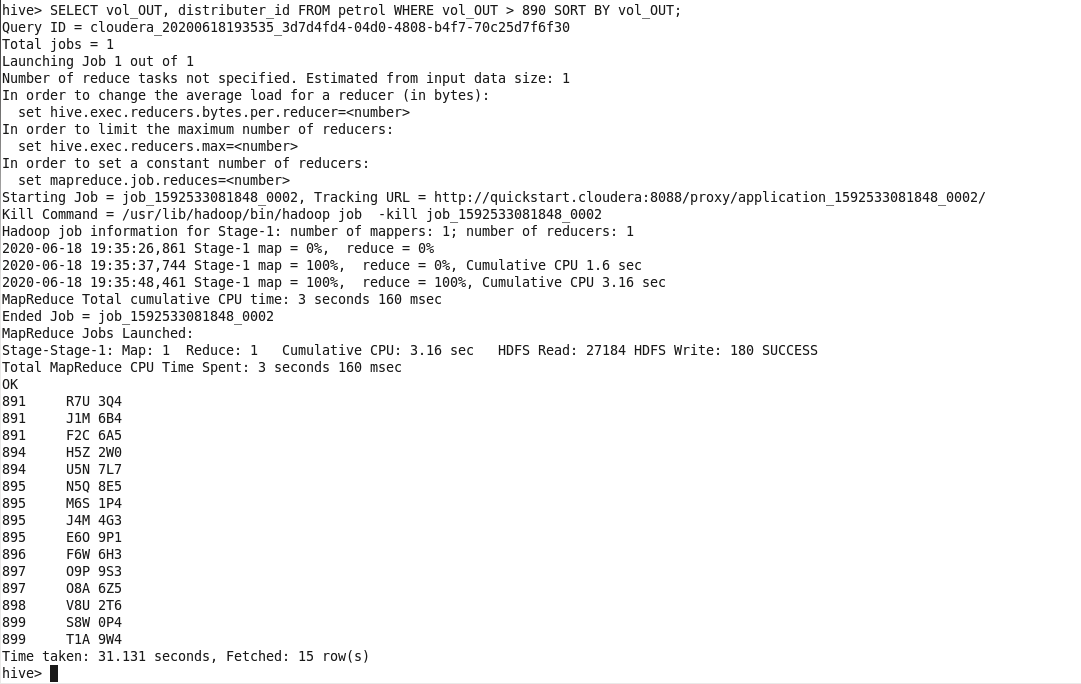 hive> SELECT vol_OUT, distributer_id FROM petrol WHERE vol_OUT > 890 SORT BY vol_OUT;
Query ID = cloudera_20200618193535_3d7d4fd4-04d0-4808-b4f7-70c25d7f6f30
Total jobs = 1
Launching Job 1 out of 1
Number of reduce tasks not specified. Estimated from input data size: 1
In order to change the average load for a reducer (in bytes):
  set hive.exec.reducers.bytes.per.reducer=<number>
In order to limit the maximum number of reducers:
  set hive.exec.reducers.max=<number>
In order to set a constant number of reducers:
  set mapreduce.job.reduces=<number>
Starting Job = job_1592533081848_0002, Tracking URL = http://quickstart.cloudera:8088/proxy/application_1592533081848_0002/
Kill Command = /usr/lib/hadoop/bin/hadoop job  -kill job_1592533081848_0002
Hadoop job information for Stage-1: number of mappers: 1; number of reducers: 1
2020-06-18 19:35:26,861 Stage-1 map = 0%,  reduce = 0%
2020-06-18 19:35:37,744 Stage-1 map = 100%,  reduce = 0%, Cumulative CPU 1.6 sec
2020-06-18 19:35:48,461 Stage-1 map = 100%,  reduce = 100%, Cumulative CPU 3.16 sec
MapReduce Total cumulative CPU time: 3 seconds 160 msec
Ended Job = job_1592533081848_0002
MapReduce Jobs Launched:
Stage-Stage-1: Map: 1  Reduce: 1   Cumulative CPU: 3.16 sec   HDFS Read: 27184 HDFS Write: 180 SUCCESS
Total MapReduce CPU Time Spent: 3 seconds 160 msec
OK
891     R7U 3Q4
891     J1M 6B4
891     F2C 6A5
894     H5Z 2W0
894     U5N 7L7
895     N5Q 8E5
895     M6S 1P4
895     J4M 4G3
895     E6O 9P1
896     F6W 6H3
897     O9P 9S3
897     O8A 6Z5
898     V8U 2T6
899     S8W 0P4
899     T1A 9W4
Time taken: 31.131 seconds, Fetched: 15 row(s)
hive>